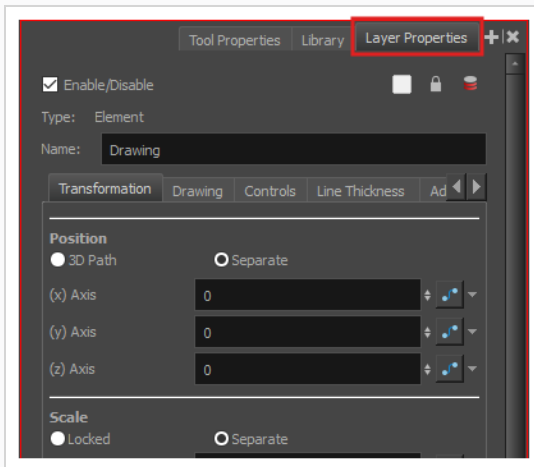 Tool Properties Library Layer Properties
Enable/Disable
Type: Element
Name: Drawing
Transformation Drawing Controls Line Thickness Ad
Position
3D Path Separate
(x) Axis 0
(y) Axis 0
(z) Axis 0
Scale
Locked Separate